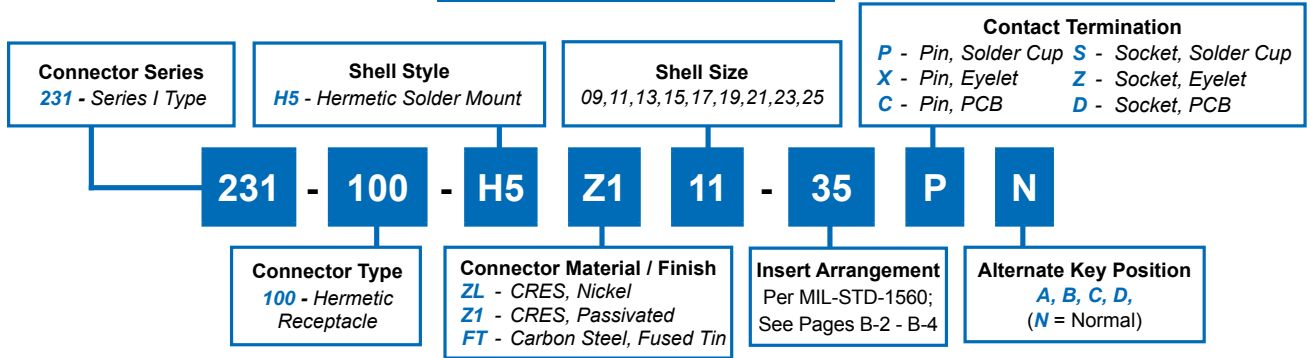 Connector Series
231 - Series I Type
Shell Style
H5 - Hermetic Solder Mount
Shell Size
09,11,13,15,17,19,21,23,25
Contact Termination
P - Pin, Solder Cup S - Socket, Solder Cup
X - Pin, Eyelet Z - Socket, Eyelet
C - Pin, PCB D - Socket, PCB
231 - 100 - H5 Z1 11 - 35 P N
Connector Type
100 - Hermetic
Receptacle
Connector Material / Finish
ZL - CRES, Nickel
Z1 - CRES, Passivated
FT - Carbon Steel, Fused Tin
Insert Arrangement
Per MIL-STD-1560;
See Pages B-2 - B-4
Alternate Key Position
A, B, C, D,
(N = Normal)